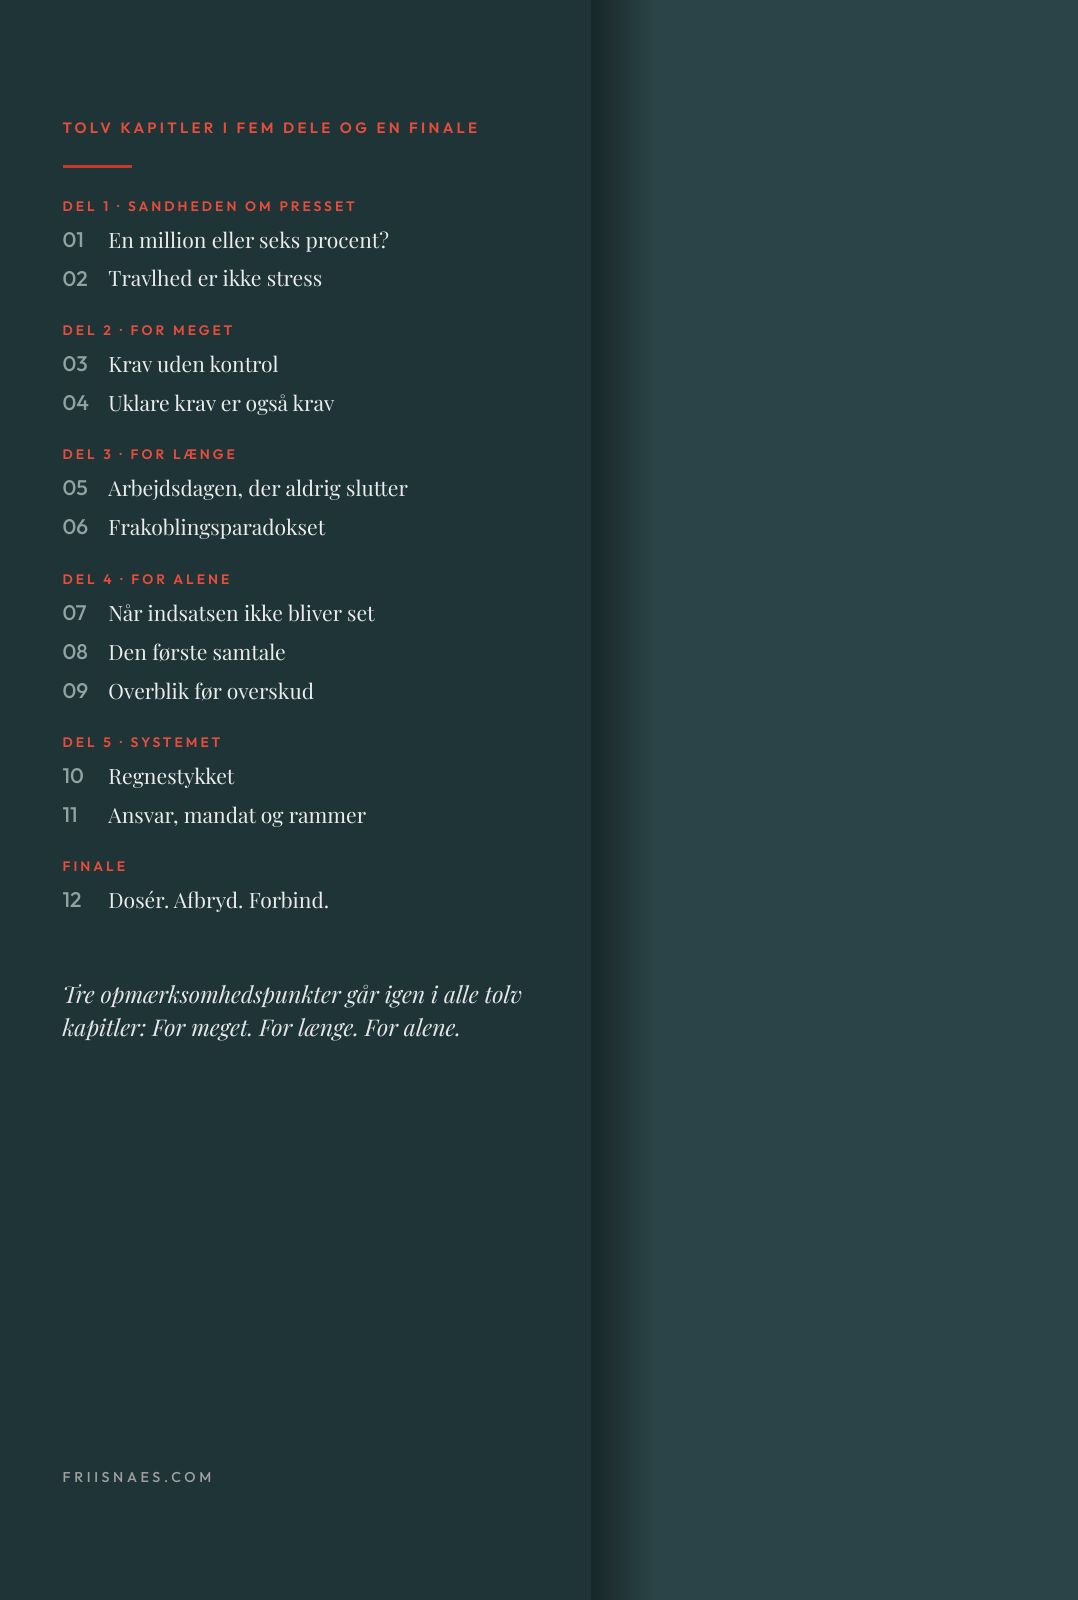 TOLV KAPITLER I FEM DELE OG EN FINALE
DEL 1 · SANDHEDEN OM PRESSET
01 En million eller seks procent?
02 Travlhed er ikke stress
DEL 2 · FOR MEGET
03 Krav uden kontrol
04 Uklare krav er også krav
DEL 3 · FOR LÆNGE
05 Arbejdsdagen, der aldrig slutter
06 Frakoblingsparadokset
DEL 4 · FOR ALENE
07 Når indsatsen ikke bliver set
08 Den første samtale
09 Overblik før overskud
DEL 5 · SYSTEMET
10 Regnestykket
11 Ansvar, mandat og rammer
FINALE
12 Dosér. Afbryd. Forbind.
Tre opmærksomhedspunkter går igen i alle tolv
kapitler: For meget. For længe. For alene.
FRIISNAES.COM